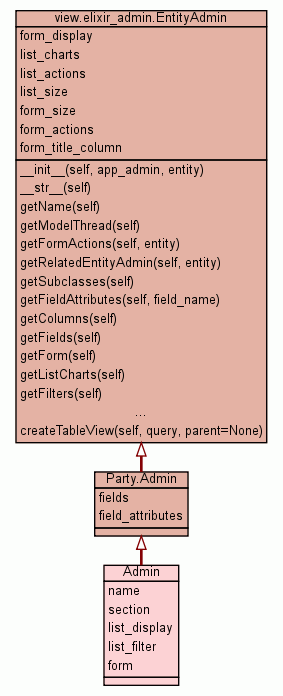 view.elixir_admin.EntityAdmin
form_display
list_charts
list_actions
list_size
form_size
form_actions
form_title_column
__init__(self, app_admin, entity)
__str__(self)
getName(self)
getModelThread(self)
getFormActions(self, entity)
getRelatedEntityAdmin(self, entity)
getSubclasses(self)
getFieldAttributes(self, field_name)
getColumns(self)
getFields(self)
getForm(self)
getListCharts(self)
getFilters(self)
...
createTableView(self, query, parent=None)
Party.Admin
fields
field_attributes
Admin
name
section
list_display
list_filter
form